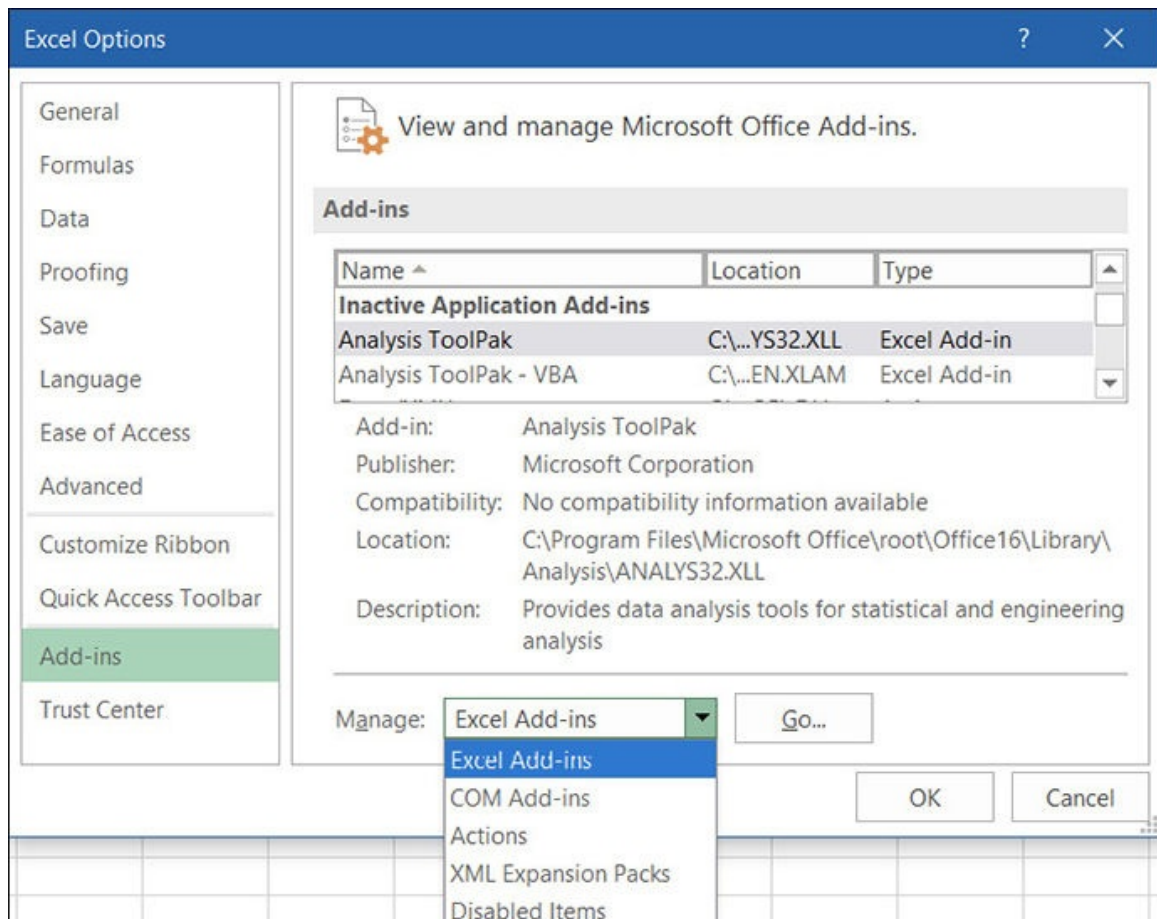 Excel Options ?
General
Formulas
Data
Proofing
Save
Language
Ease of Access
Advanced
Customize Ribbon
Quick Access Toolbar
Add-ins
Trust Center
View and manage Microsoft Office Add-ins.
Add-ins
Name Location Type
Inactive Application Add-ins
Analysis ToolPak C:\...YS32.XLL Excel Add-in
Analysis ToolPak - VBA C:\...EN.XLAM Excel Add-in
Add-in: Analysis ToolPak
Publisher: Microsoft Corporation
Compatibility: No compatibility information available
Location: C:\Program Files\Microsoft Office\root\Office16\Library\
Analysis\ANALYS32.XLL
Description: Provides data analysis tools for statistical and engineering
analysis
Manage: Excel Add-ins Go...
Excel Add-ins
COM Add-ins
Actions
XML Expansion Packs
Disabled Items
OK Cancel